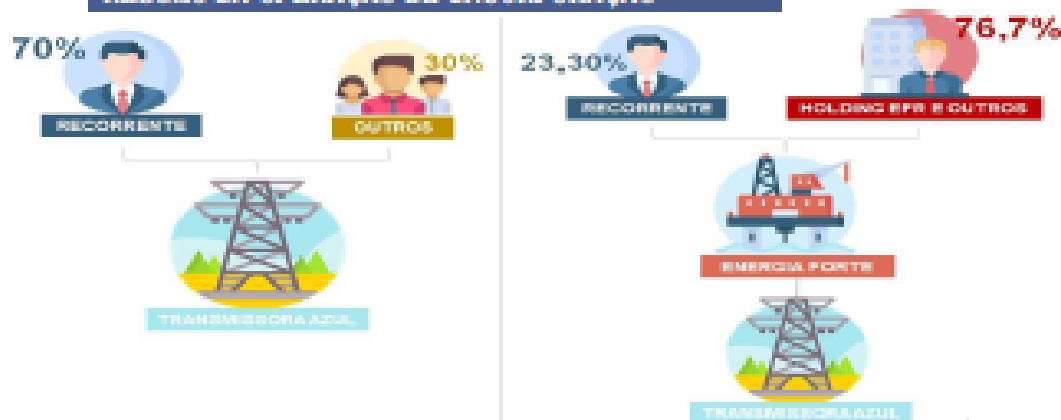 70%
30%
RECORRENTE
OUTROS
TRANSMISSORA AZUL
23,30%
76,7%
RECORRENTE
HOLDING EFR E OUTROS
ENERGIA FORTE
TRANSMISSORA AZUL